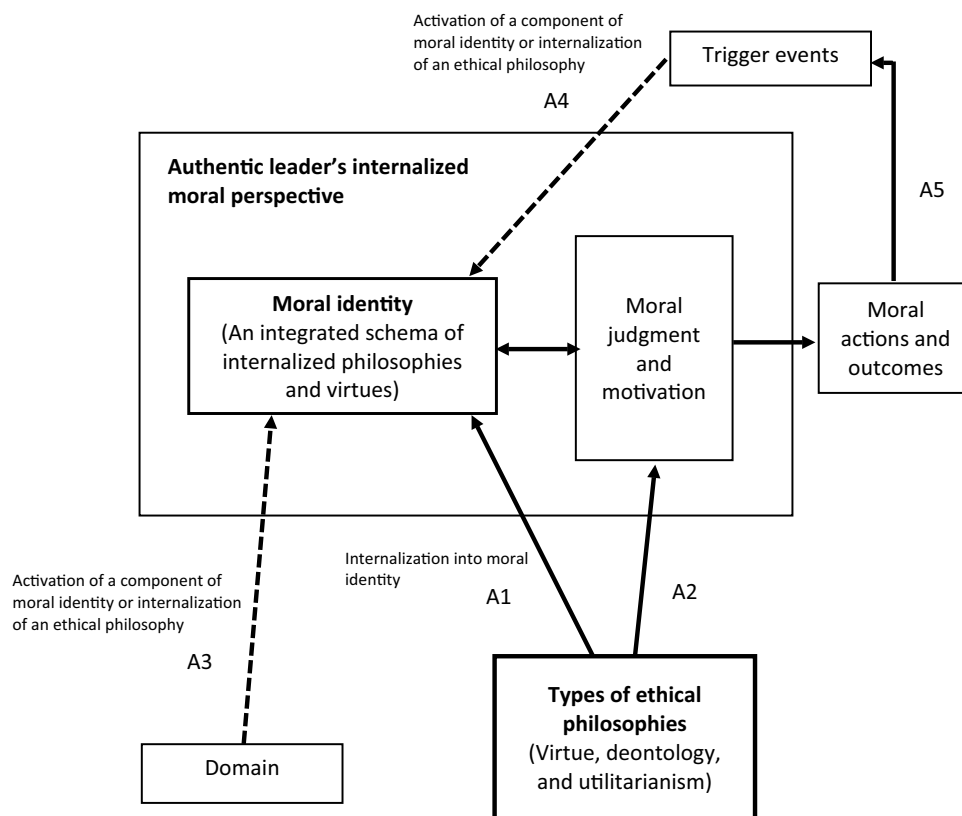 Activation of a component of
moral identity or internalization
of an ethical philosophy
Trigger events
A4
Authentic leader’s internalized
moral perspective
A5
Moral identity
(An integrated schema of
internalized philosophies
and virtues)
Moral
judgment
and
motivation
Moral
actions and
outcomes
Internalization into moral
identity
Activation of a component of
moral identity or internalization
of an ethical philosophy
A1
A2
A3
Types of ethical
philosophies
(Virtue, deontology,
and utilitarianism)
Domain